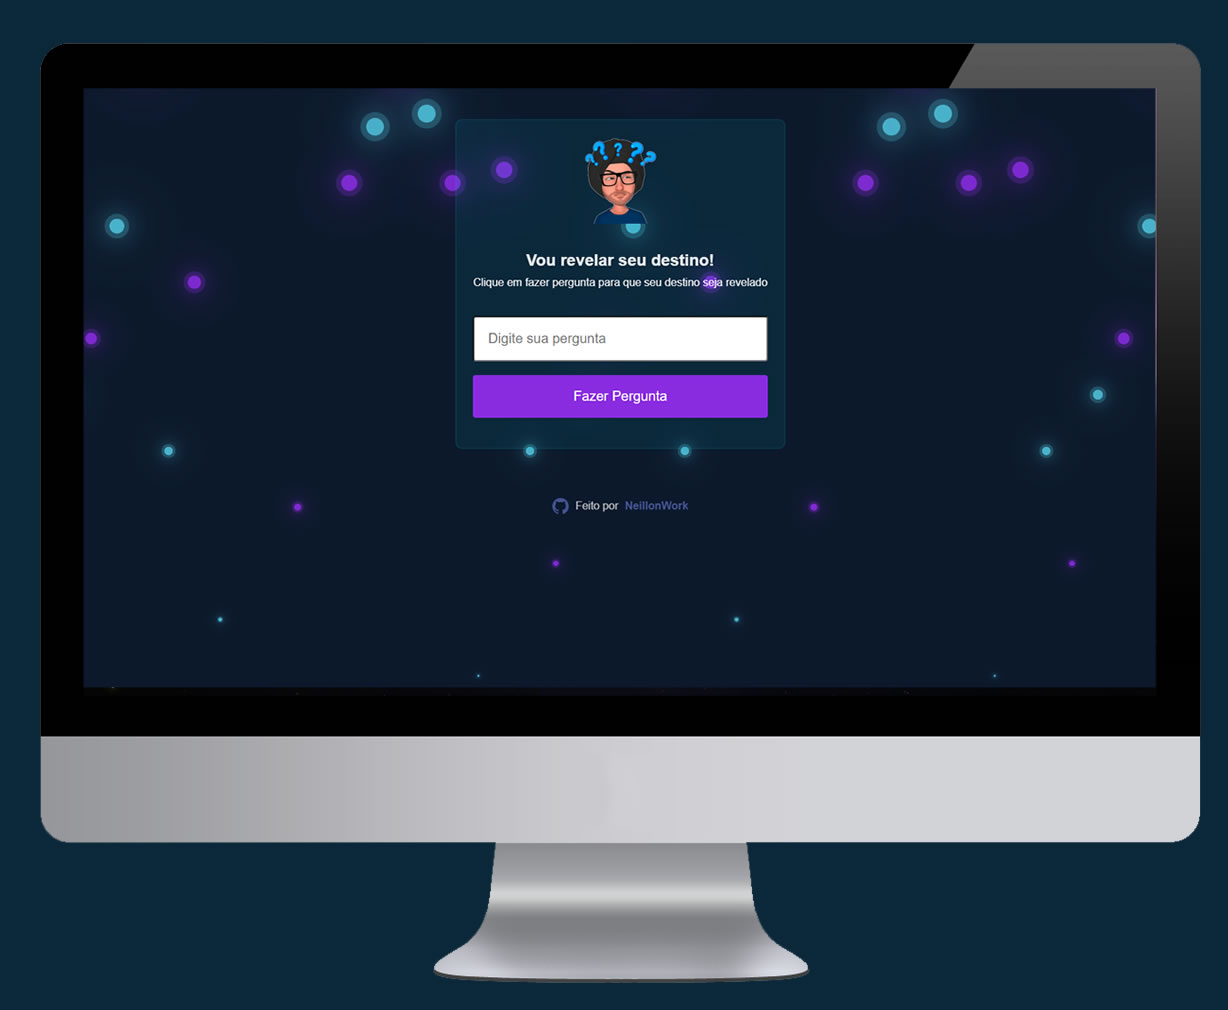 Vou revelar seu destino!
Clique em fazer pergunta para que seu destino seja revelado
Digite sua pergunta
Fazer Pergunta
Feito por NeillonWork